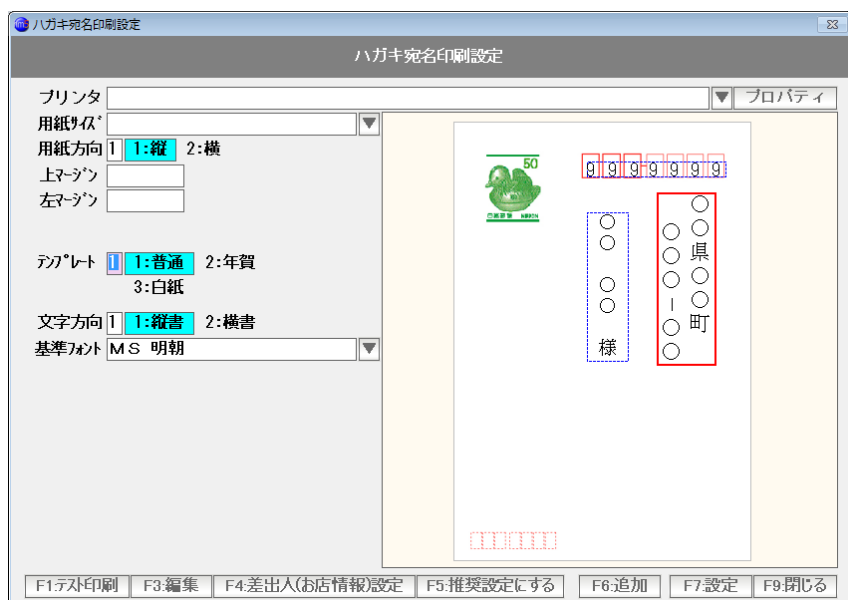 ハガキ宛名印刷設定
ハガキ宛名印刷設定
プリンタ
プロパティ
用紙ｻｲｽﾞ
用紙方向 1 1:縦 2:横
上ﾏｰｼﾞﾝ
左ﾏｰｼﾞﾝ
ﾃﾝﾌﾟﾚｰﾄ 1 1:普通 2:年賀
3:白紙
文字方向 1 1:縦書 2:横書
基準ﾌｫﾝﾄ ＭＳ 明朝
50
9 9 9-9 9 9 9
○○県○○町
○○○－○○
○○ ○○ 様
F1:ﾃｽﾄ印刷 F3:編集 F4:差出人(お店情報)設定 F5:推奨設定にする F6:追加 F7:設定 F9:閉じる